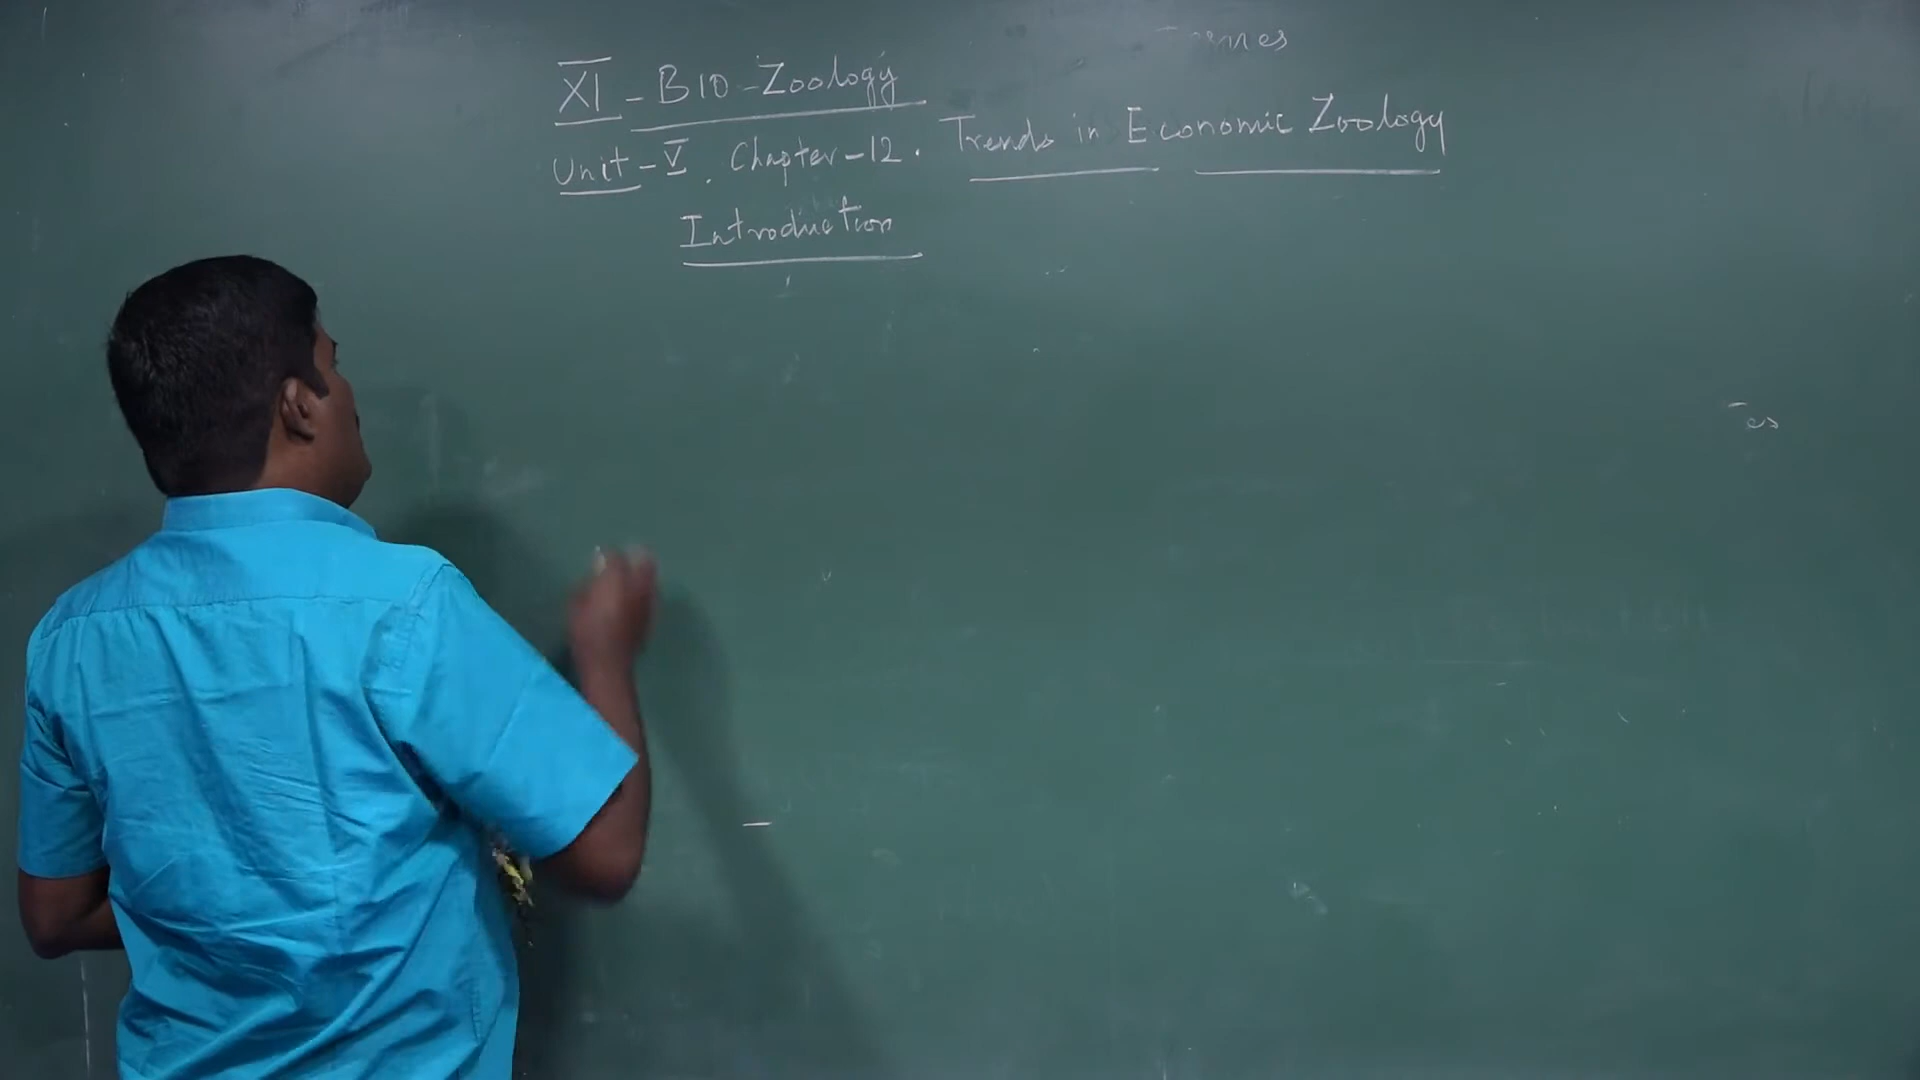 XI - BIO - Zoology
Unit - V. Chapter - 12. Trends in Economic Zoology
Introduction